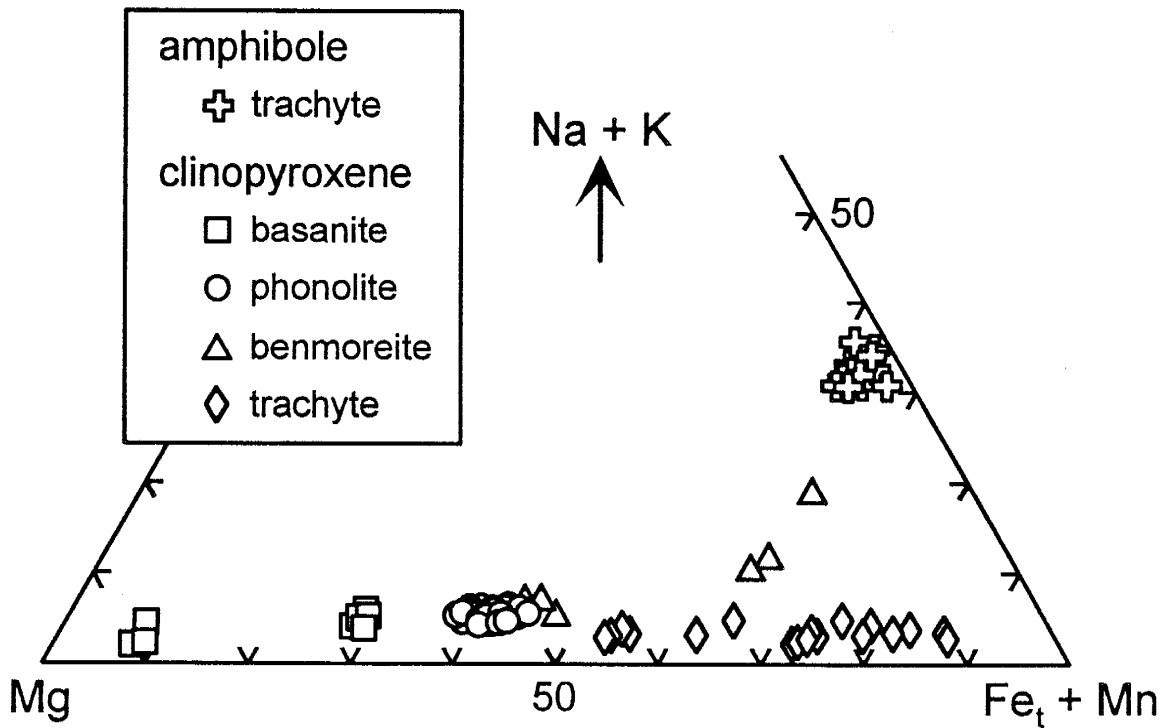 amphibole
trachyte
clinopyroxene
basanite
phonolite
benmoreite
trachyte
Na + K
50
Mg
50
Feₜ + Mn